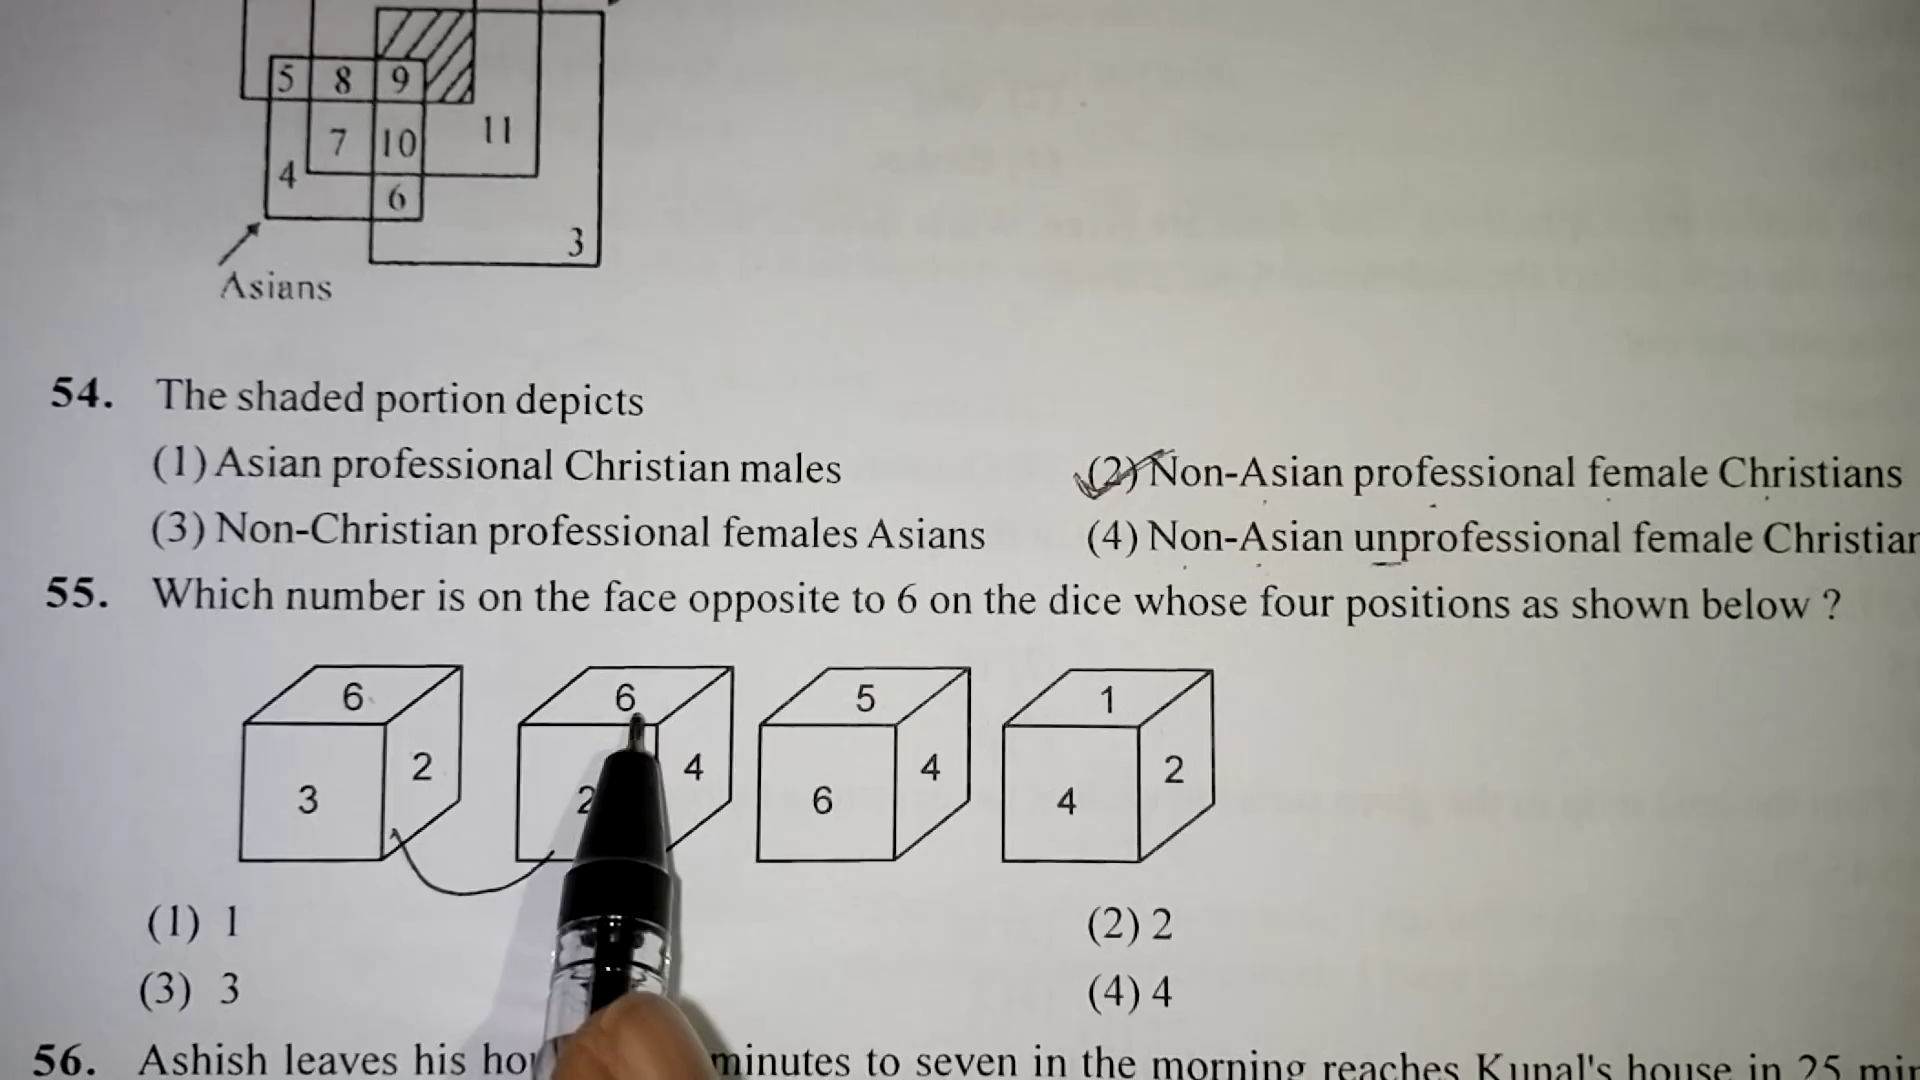 5 8 9
7 10 11
4
6
3
Asians
54. The shaded portion depicts
(1) Asian professional Christian males (2) Non-Asian professional female Christians
(3) Non-Christian professional females Asians (4) Non-Asian unprofessional female
55. Which number is on the face opposite to 6 on the dice whose four positions as shown below ?
6 6 5 1
2 4 4 2
3 2 6 4
(1) 1 (2) 2
(3) 3 (4) 4
56. Ashish leaves his minutes to seven in the morning reaches Kunal's house in 25